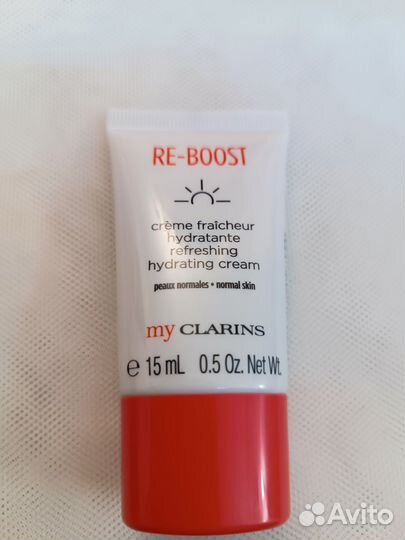 RE-BOOST
crème fraîcheur
hydratante
refreshing
hydrating cream
peaux normales • normal skin
my CLARINS
e 15 mL 0.5 Oz. Net Wt.
Avito